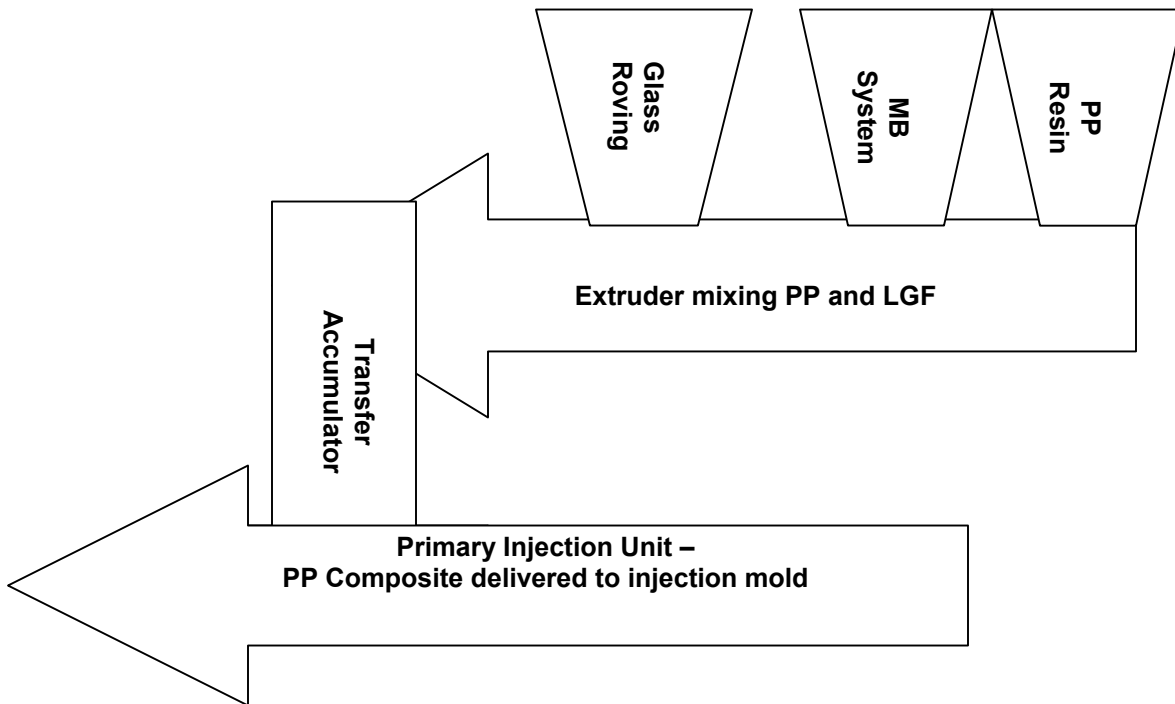 Glass
Roving
MB
System
PP
Resin
Extruder mixing PP and LGF
Transfer
Accumulator
Primary Injection Unit –
PP Composite delivered to injection mold